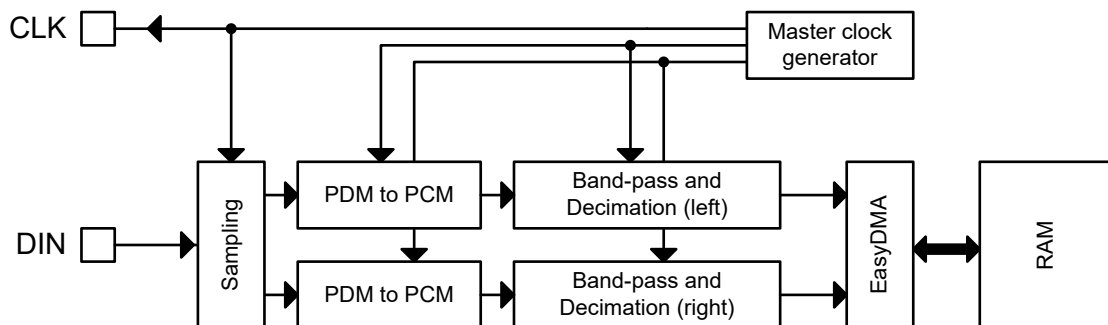 CLK
Master clock
generator
DIN
Sampling
PDM to PCM
Band-pass and
Decimation (left)
PDM to PCM
Band-pass and
Decimation (right)
EasyDMA
RAM